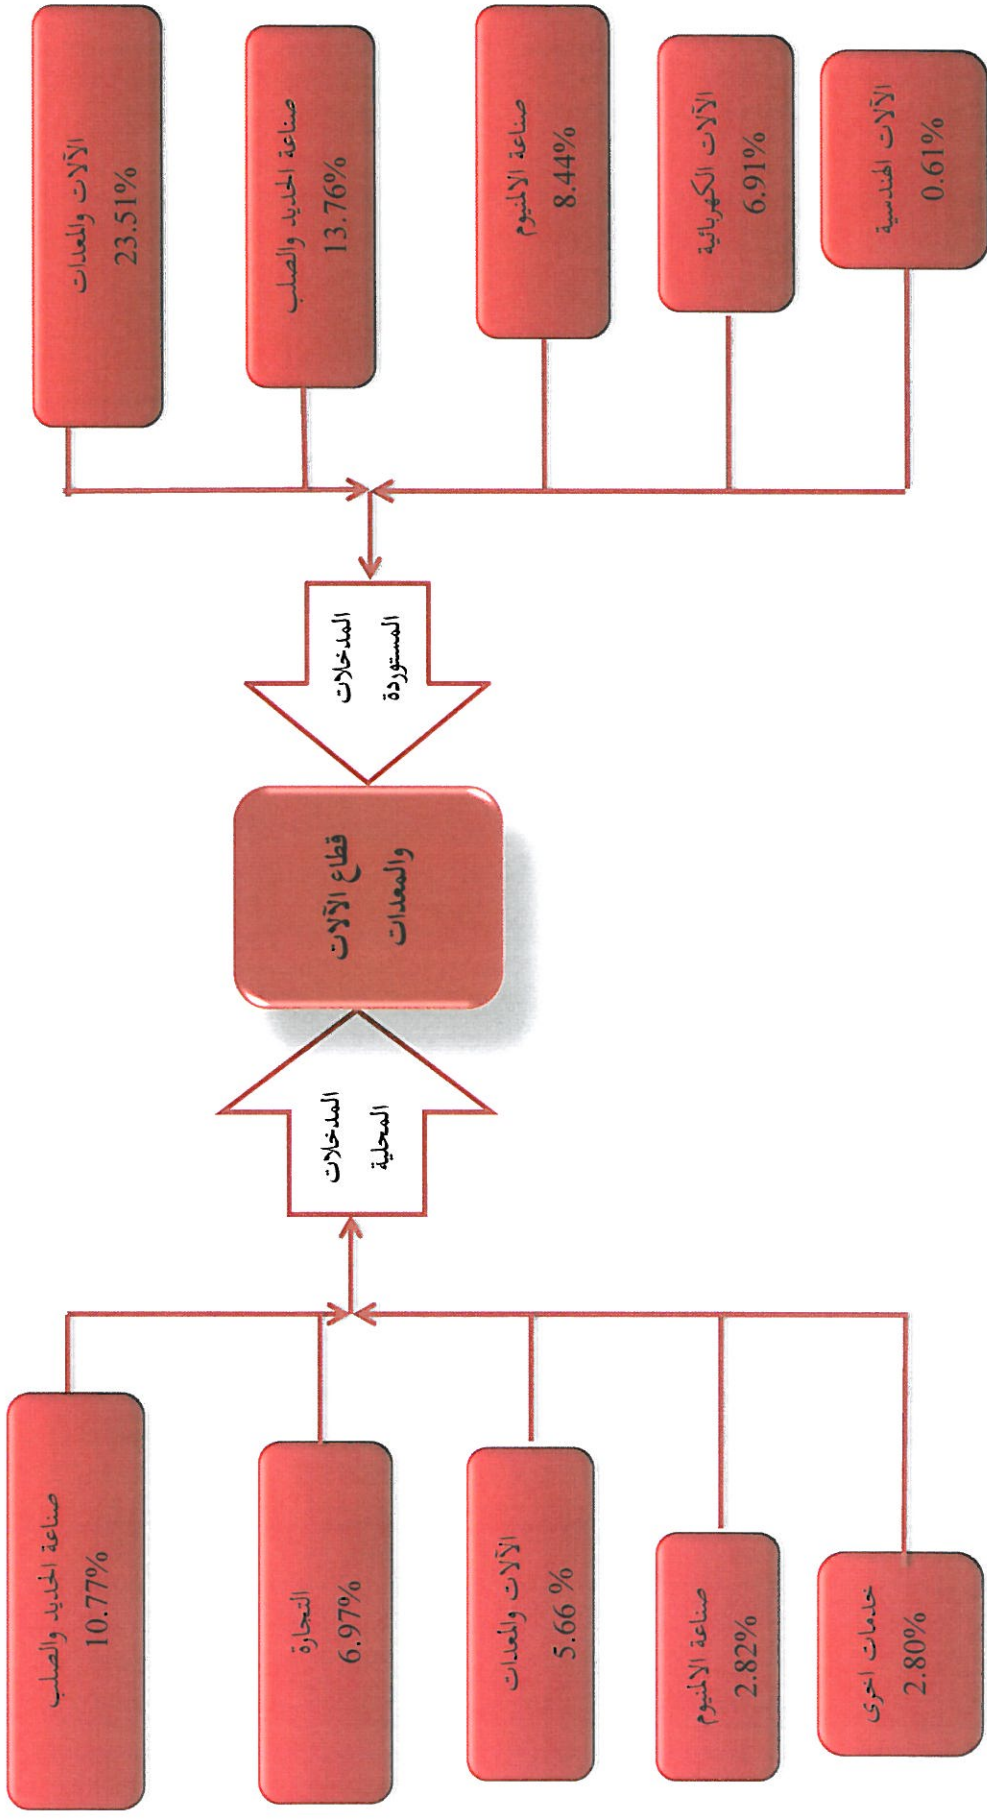 صناعة الحديد والصلب
10.77%
التجارة
6.97%
الآلات والمعدات
5.66 %
صناعة الالمنيوم
2.82%
خدمات اخرى
2.80%
المدخلات
المحلية
قطاع الآلات
والمعدات
المدخلات
المستوردة
الآلات والمعدات
23.51%
صناعة الحديد والصلب
13.76%
صناعة الالمنيوم
8.44%
الآلات الكهربائية
6.91%
الآلات الهندسية
0.61%